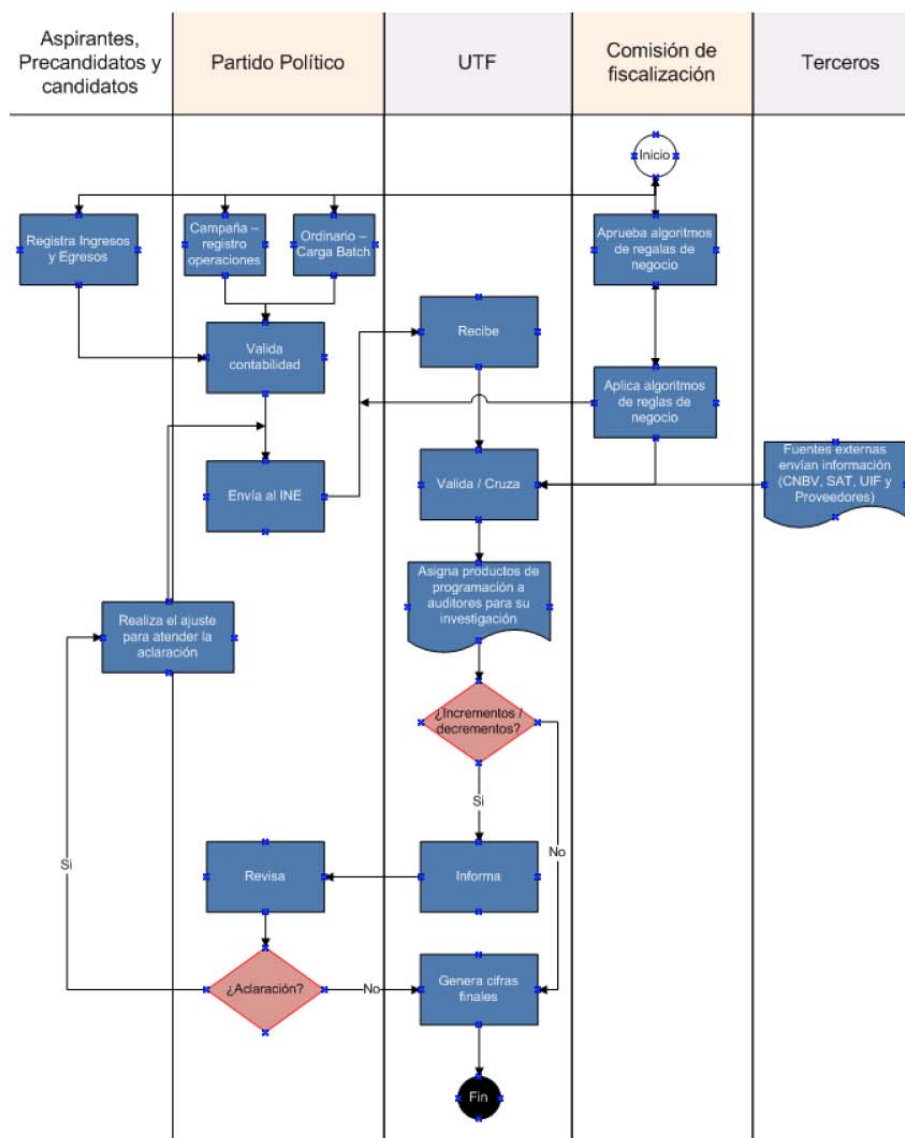 Aspirantes,
Precandidatos y
candidatos
Partido Político
UTF
Comisión de
fiscalización
Terceros
Inicio
Registra Ingresos
y Egresos
Campaña –
registro
operaciones
Ordinario –
Carga Batch
Aprueba algoritmos
de regalas de
negocio
Valida
contabilidad
Recibe
Aplica algoritmos
de reglas de
negocio
Envía al INE
Valida / Cruza
Fuentes externas
envían información
(CNBV, SAT, UIF y
Proveedores)
Asigna productos de
programación a
auditores para su
investigación
Realiza el ajuste
para atender la
aclaración
¿Incrementos /
decrementos?
Si
No
Si
Revisa
Informa
¿Aclaración?
No
Genera cifras
finales
Fin